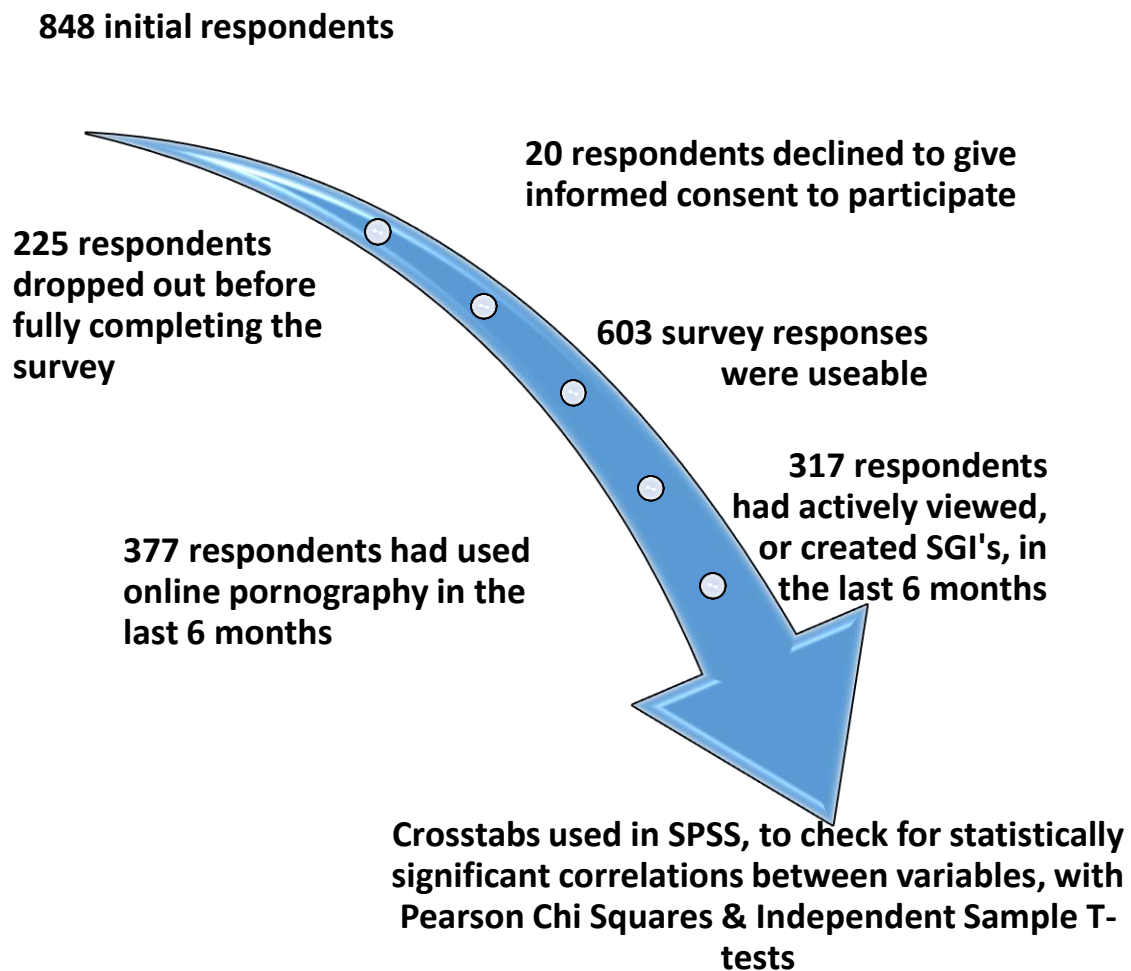 848 initial respondents
20 respondents declined to give
informed consent to participate
225 respondents
dropped out before
fully completing the
survey
603 survey responses
were useable
317 respondents
had actively viewed,
or created SGI's, in
the last 6 months
377 respondents had used
online pornography in the
last 6 months
Crosstabs used in SPSS, to check for statistically
significant correlations between variables, with
Pearson Chi Squares & Independent Sample T-
tests